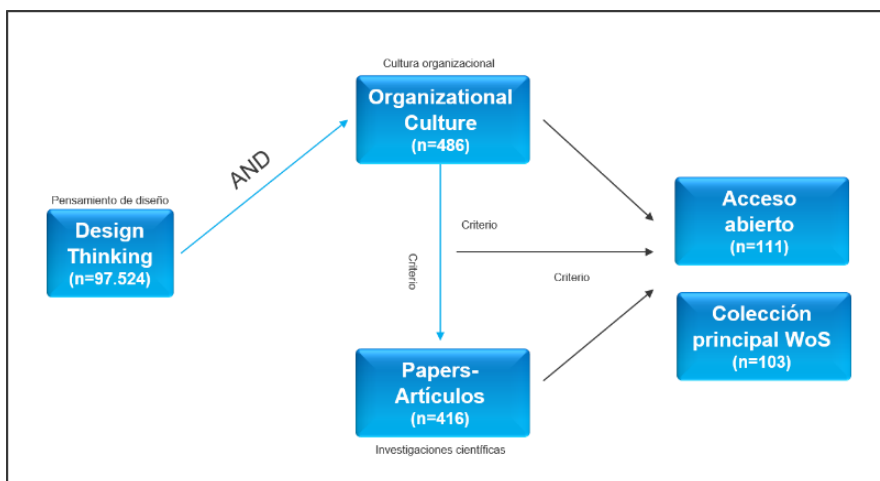 Cultura organizacional
Organizational
Culture
(n=486)
AND
Pensamiento de diseño
Design
Thinking
(n=97.524)
Criterio
Criterio
Criterio
Acceso
abierto
(n=111)
Colección
principal WoS
(n=103)
Papers-
Artículos
(n=416)
Investigaciones científicas